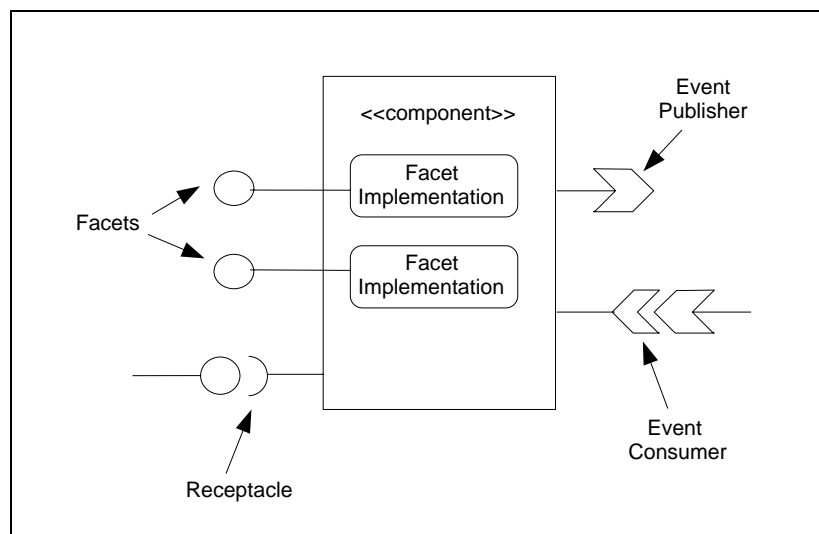 Event
Publisher
<<component>>
Facet
Implementation
Facets
Facet
Implementation
Event
Consumer
Receptacle